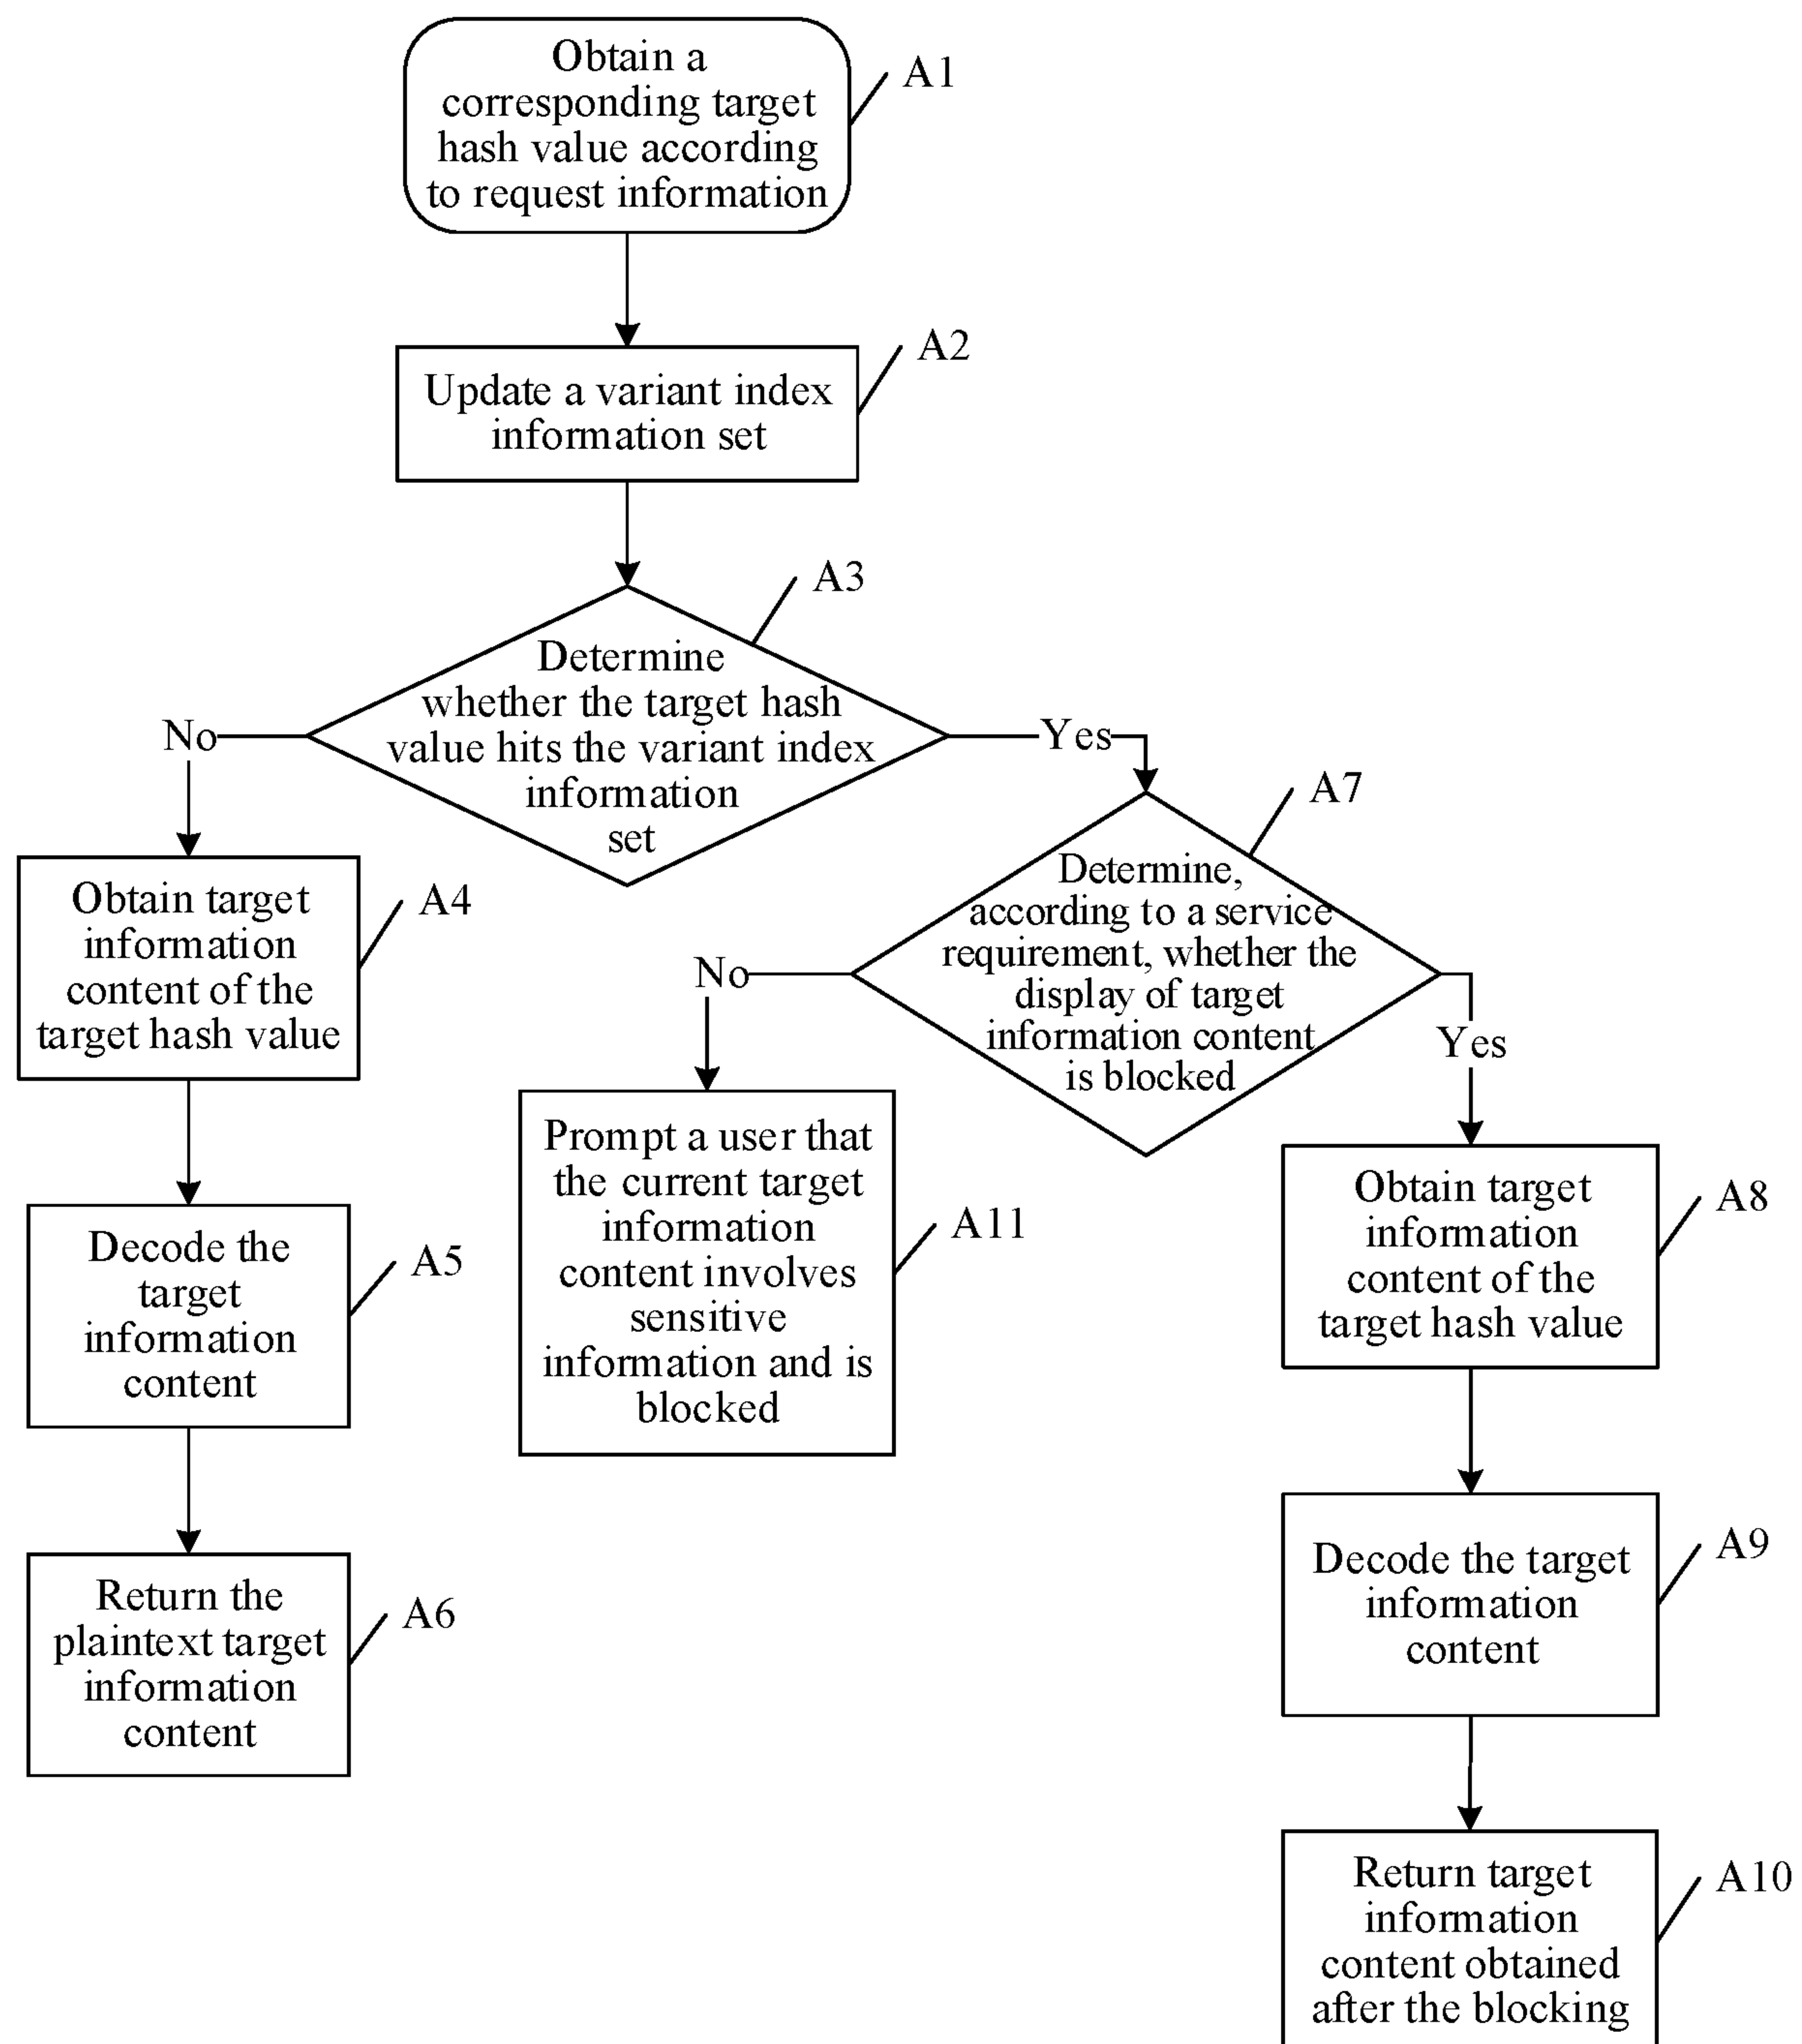 Obtain a
corresponding target
hash value according
to request information
A1
Update a variant index
information set
A2
Determine
whether the target hash
value hits the variant index
information
set
A3
No
Yes
Obtain target
information
content of the
target hash value
A4
Decode the
target
information
content
A5
Return the
plaintext target
information
content
A6
Determine,
according to a service
requirement, whether the
display of target
information content
is blocked
A7
No
Yes
Prompt a user that
the current target
information
content involves
sensitive
information and is
blocked
A11
Obtain target
information
content of the
target hash value
A8
Decode the target
information
content
A9
Return target
information
content obtained
after the blocking
A10